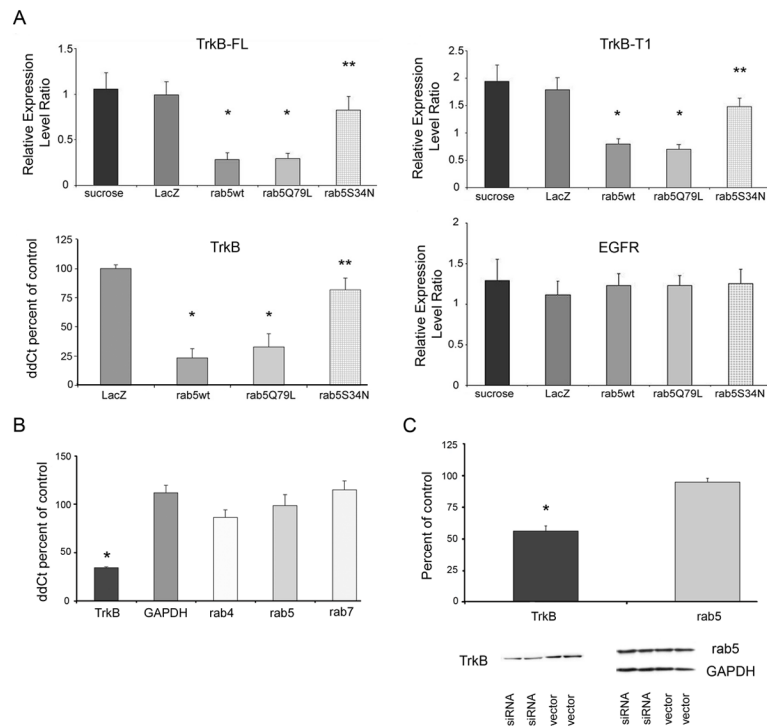 A
TrkB-FL
Relative Expression
Level Ratio
1.5
1
0.5
0
*
*
**
sucrose LacZ rab5wt rab5Q79L rab5S34N
TrkB-T1
Relative Expression
Level Ratio
2.5
2
1.5
1
0.5
0
*
*
**
sucrose LacZ rab5wt rab5Q79L rab5S34N
TrkB
ddCt percent of control
125
100
75
50
25
0
*
*
**
LacZ rab5wt rab5Q79L rab5S34N
EGFR
Relative Expression
Level Ratio
2
1.5
1
0.5
0
sucrose LacZ rab5wt rab5Q79L rab5S34N
B
ddCt percent of control
150
100
50
0
*
TrkB GAPDH rab4 rab5 rab7
C
Percent of control
125
100
75
50
25
0
*
TrkB rab5
TrkB
rab5
GAPDH
siRNA
siRNA
vector
vector
siRNA
siRNA
vector
vector